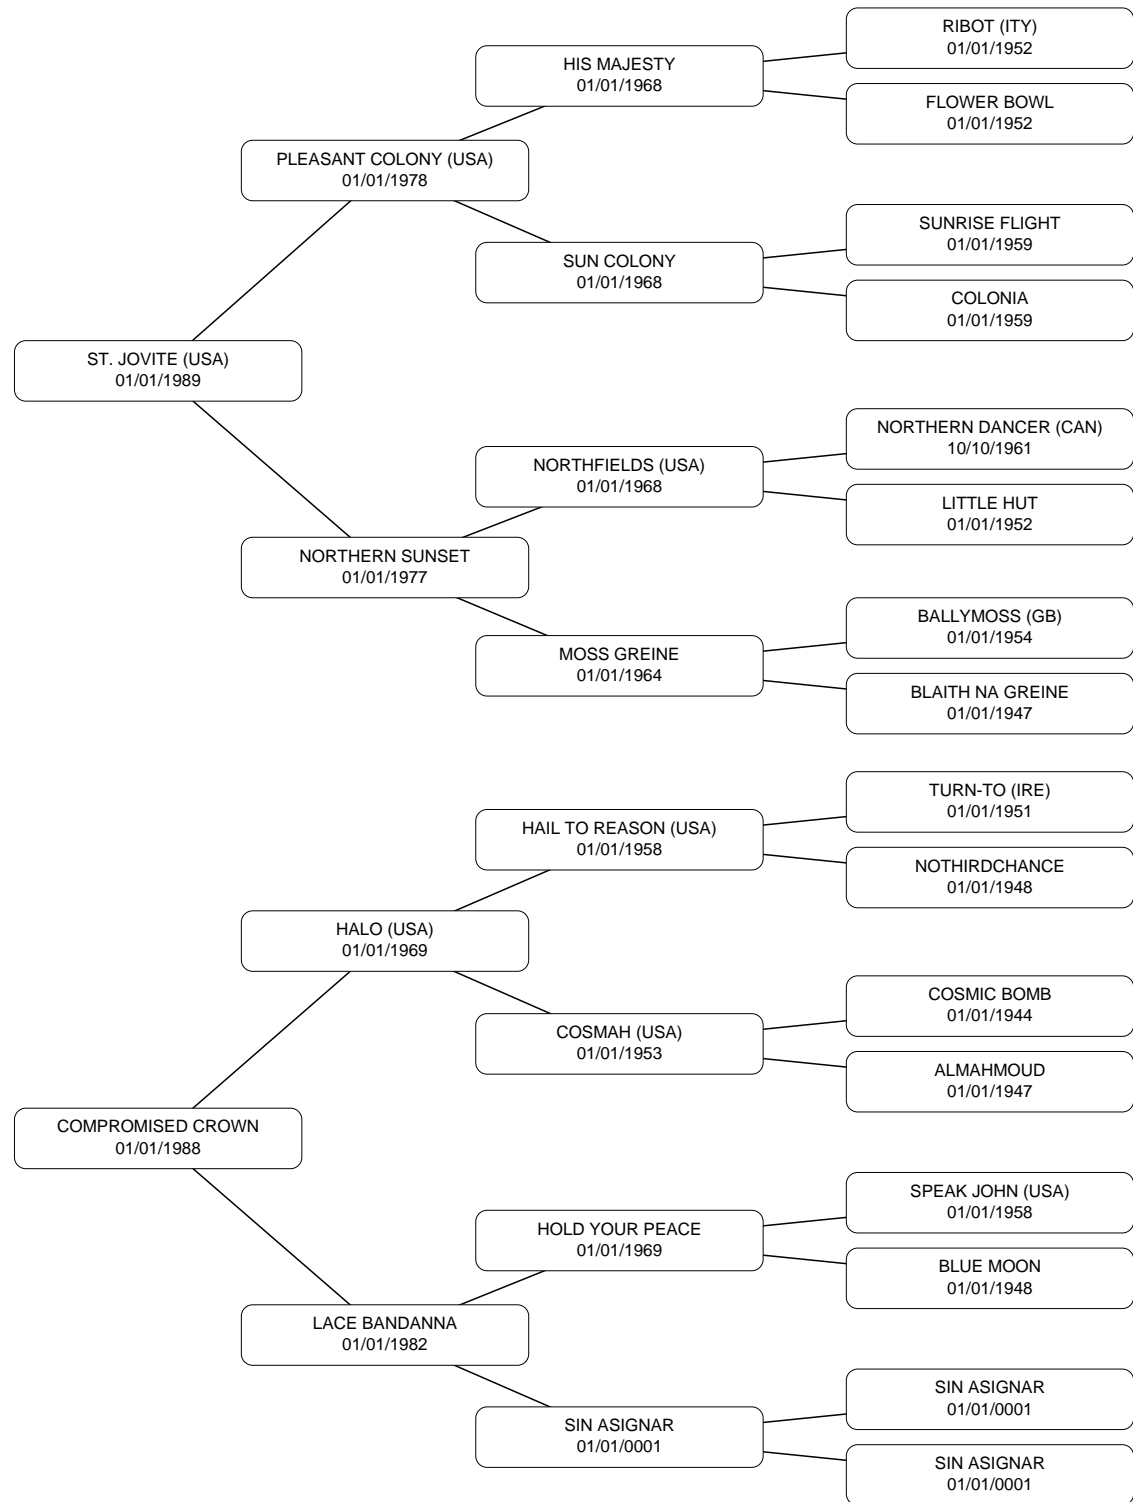 RIBOT (ITY)
01/01/1952
HIS MAJESTY
01/01/1968
FLOWER BOWL
01/01/1952
PLEASANT COLONY (USA)
01/01/1978
SUNRISE FLIGHT
01/01/1959
SUN COLONY
01/01/1968
COLONIA
01/01/1959
ST. JOVITE (USA)
01/01/1989
NORTHERN DANCER (CAN)
10/10/1961
NORTHFIELDS (USA)
01/01/1968
LITTLE HUT
01/01/1952
NORTHERN SUNSET
01/01/1977
BALLYMOSS (GB)
01/01/1954
MOSS GREINE
01/01/1964
BLAITH NA GREINE
01/01/1947
TURN-TO (IRE)
01/01/1951
HAIL TO REASON (USA)
01/01/1958
NOTHIRDCHANCE
01/01/1948
HALO (USA)
01/01/1969
COSMIC BOMB
01/01/1944
COSMAH (USA)
01/01/1953
ALMAHMOUD
01/01/1947
COMPROMISED CROWN
01/01/1988
SPEAK JOHN (USA)
01/01/1958
HOLD YOUR PEACE
01/01/1969
BLUE MOON
01/01/1948
LACE BANDANNA
01/01/1982
SIN ASIGNAR
01/01/0001
SIN ASIGNAR
01/01/0001
SIN ASIGNAR
01/01/0001